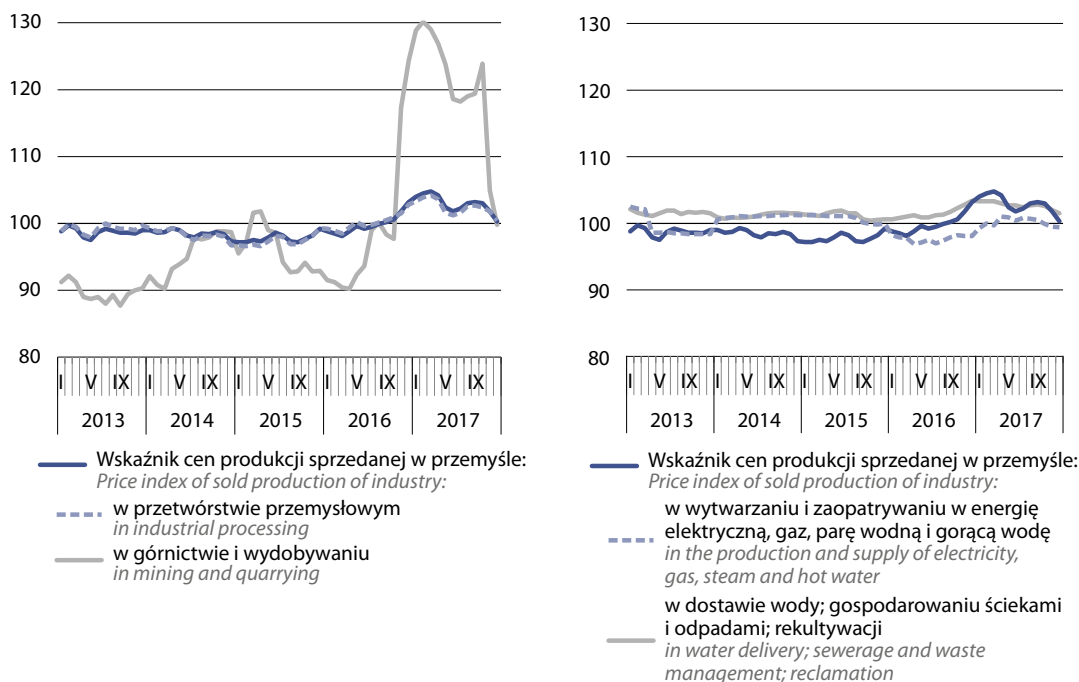 130
120
110
100
90
80
I V IX I V IX I V IX I V IX I V IX
2013 2014 2015 2016 2017
Wskaźnik cen produkcji sprzedanej w przemyśle:
Price index of sold production of industry:
w przetwórstwie przemysłowym
in industrial processing
w górnictwie i wydobywaniu
in mining and quarrying
130
120
110
100
90
80
I V IX I V IX I V IX I V IX I V IX
2013 2014 2015 2016 2017
Wskaźnik cen produkcji sprzedanej w przemyśle:
Price index of sold production of industry:
w wytwarzaniu i zaopatrywaniu w energię
elektryczną, gaz, parę wodną i gorącą wodę
in the production and supply of electricity,
gas, steam and hot water
w dostawie wody; gospodarowaniu ściekami
i odpadami; rekultywacji
in water delivery; sewerage and waste
management; reclamation